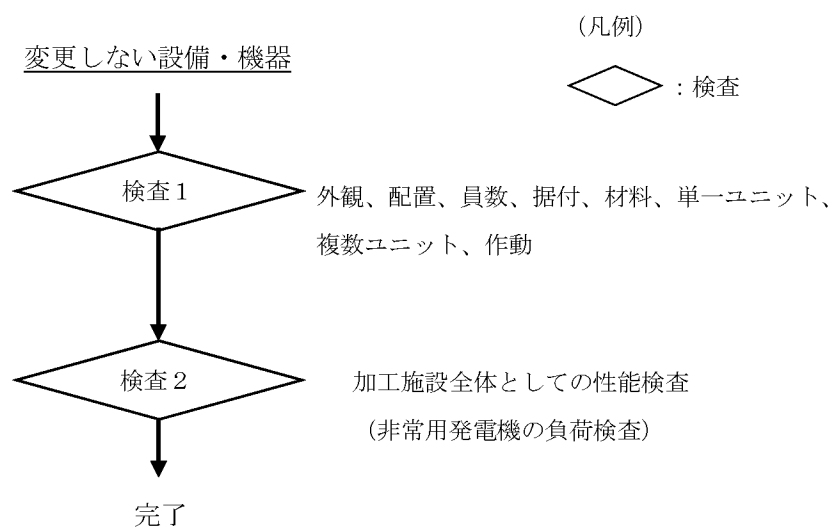 (凡例)
変更しない設備・機器
：検査
検査１
外観、配置、員数、据付、材料、単一ユニット、
複数ユニット、作動
検査２
加工施設全体としての性能検査
(非常用発電機の負荷検査)
完了